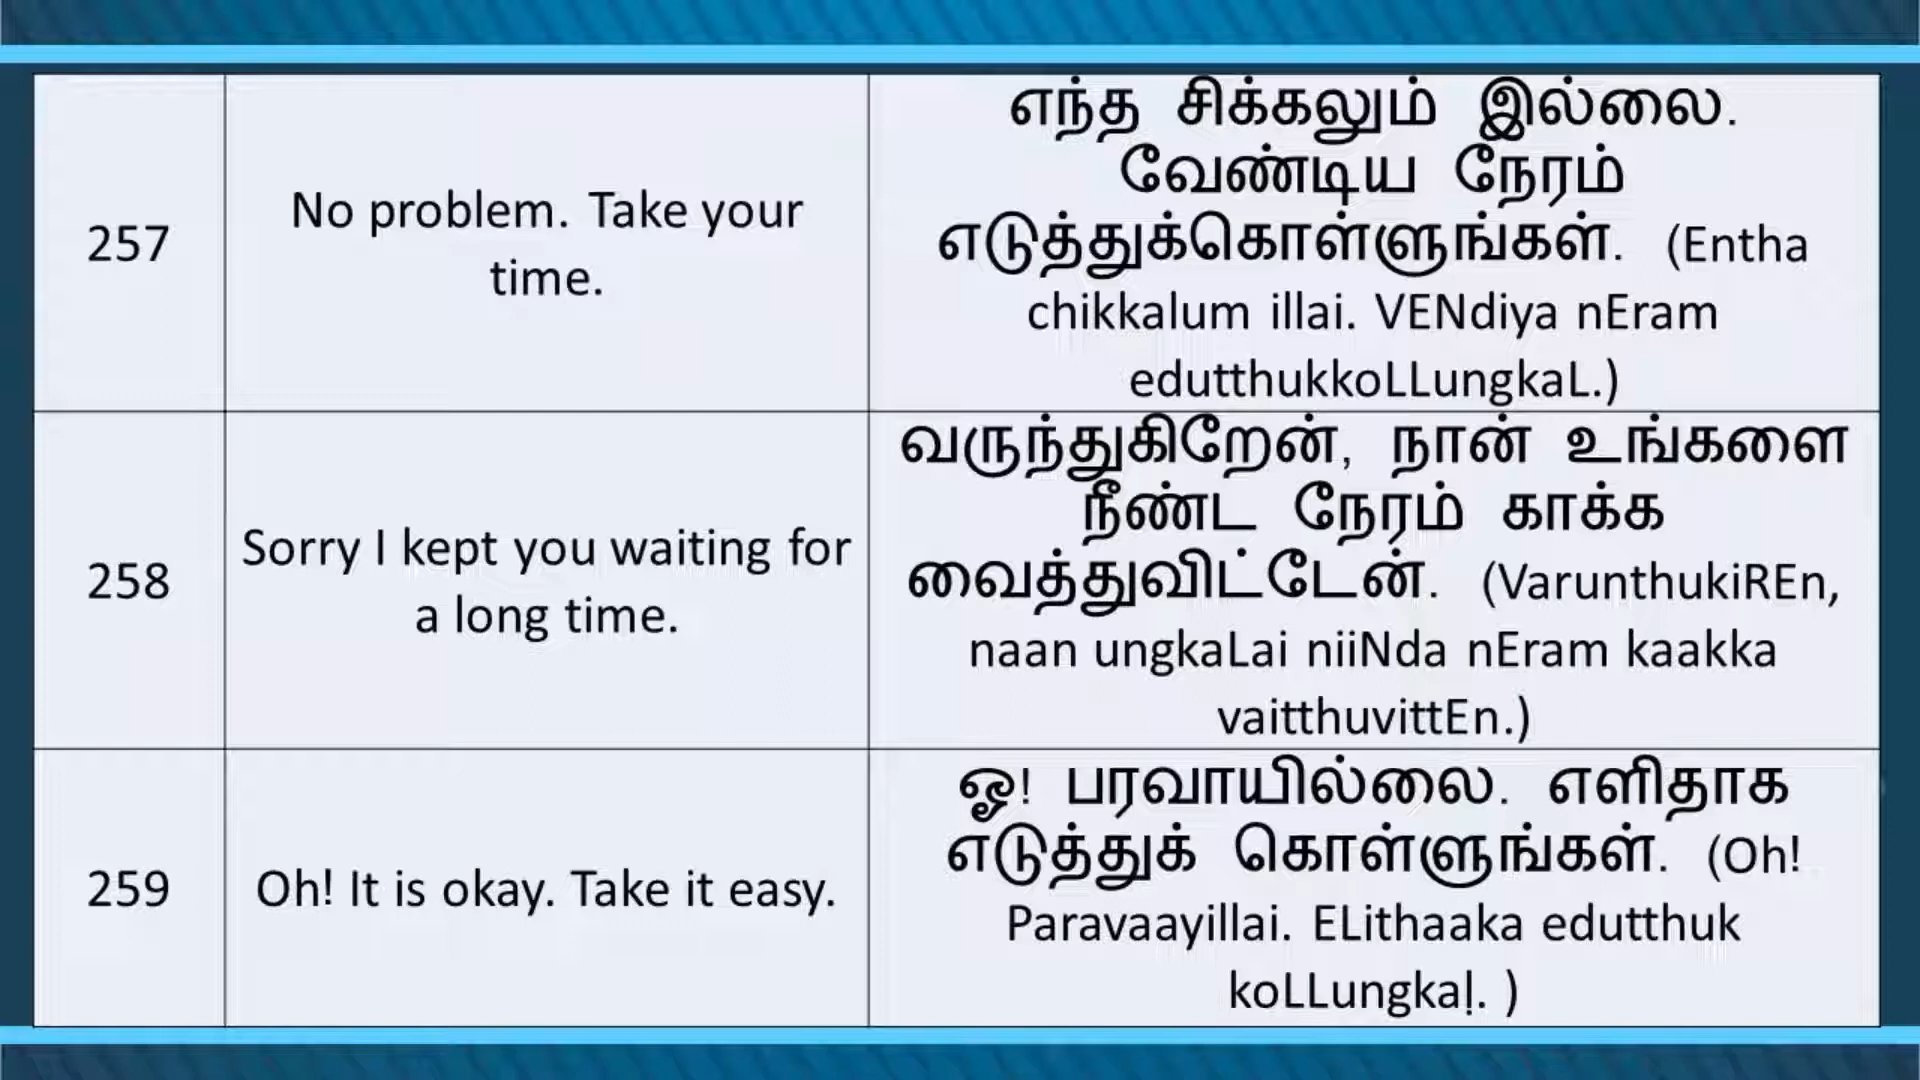 257
No problem. Take your
time.
எந்த சிக்கலும் இல்லை.
வேண்டிய நேரம்
எடுத்துக்கொள்ளுங்கள். (Entha
chikkalum illai. VENdiya nEram
edutthukkoLLungkaL.)
258
Sorry I kept you waiting for
a long time.
வருந்துகிறேன், நான் உங்களை
நீண்ட நேரம் காக்க
வைத்துவிட்டேன். (VarunthukiREn,
naan ungkaLai niiNda nEram kaakka
vaitthuvittEn.)
259
Oh! It is okay. Take it easy.
ஓ! பரவாயில்லை. எளிதாக
எடுத்துக் கொள்ளுங்கள். (Oh!
Paravaayillai. ELithaaka edutthuk
koLLungkaḷ. )